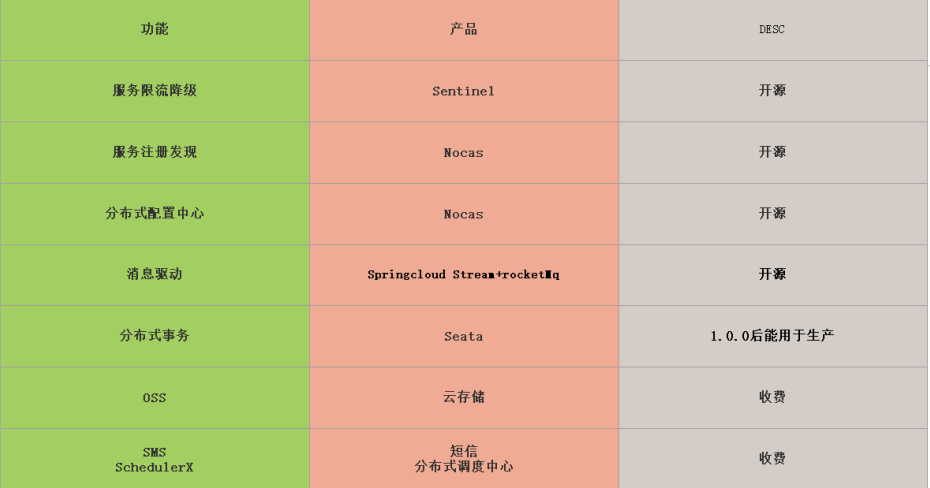 功能 产品 DESC
服务限流降级 Sentinel 开源
服务注册发现 Nocas 开源
分布式配置中心 Nocas 开源
消息驱动 Springcloud Stream+rocketMq 开源
分布式事务 Seata 1.0.0后能用于生产
OSS 云存储 收费
SMS 短信 收费
SchedulerX 分布式调度中心